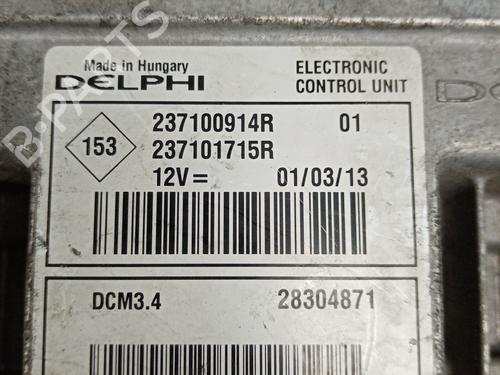 Made in Hungary
DELPHI
ELECTRONIC
CONTROL UNIT
153
237100914R 01
237101715R
12V= 01/03/13
DCM3.4 28304871
B-PARTS